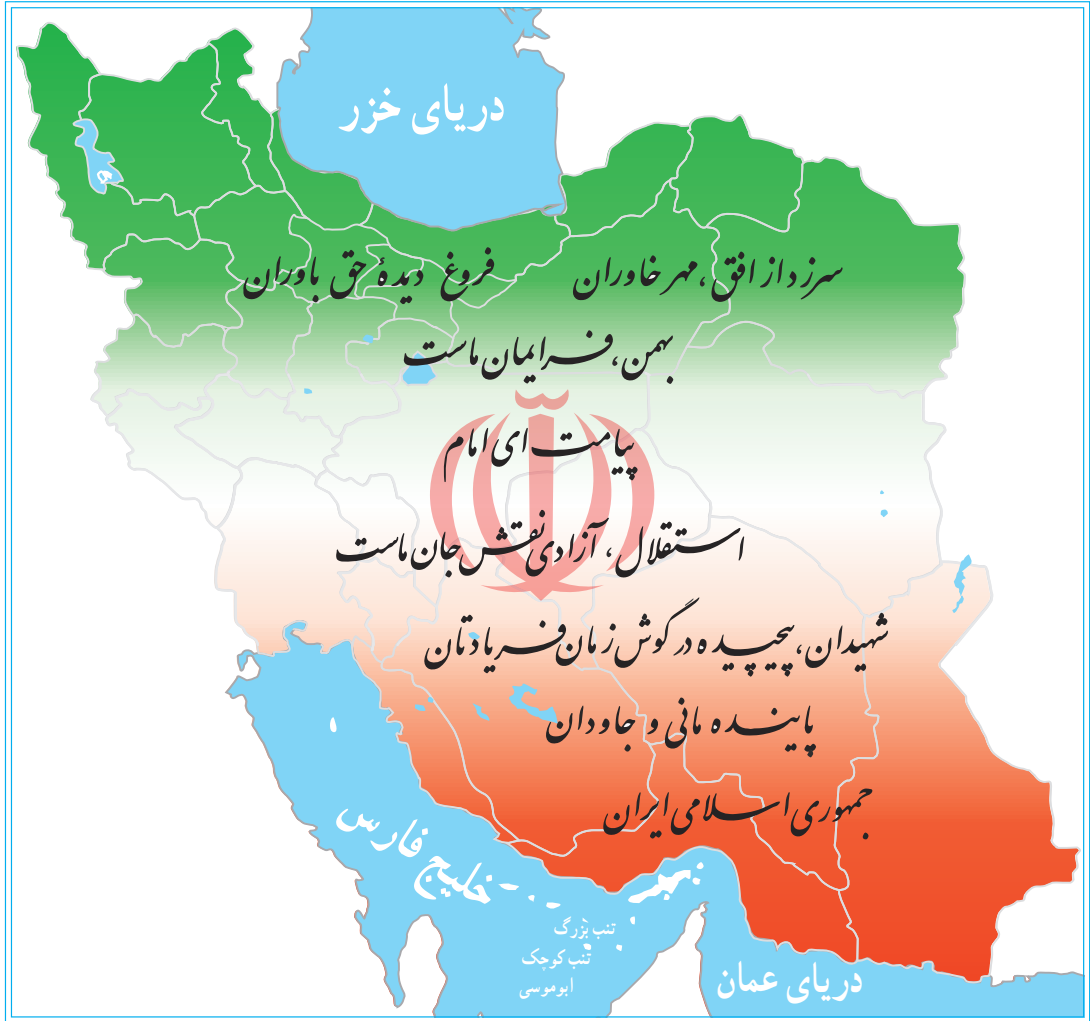 دریای خزر
سرزد از افق، مهر خاوران فروغ دیدهٔ حق باوران
بهمن، فر ایمان ماست
پیامت ای امام
استقلال، آزادی نقش جان ماست
شهیدان، پیچیده در گوش زمان فریادتان
پاینده مانی و جاودان
جمهوری اسلامی ایران
خلیج فارس
تنب بزرگ
تنب کوچک
ابوموسی
دریای عمان